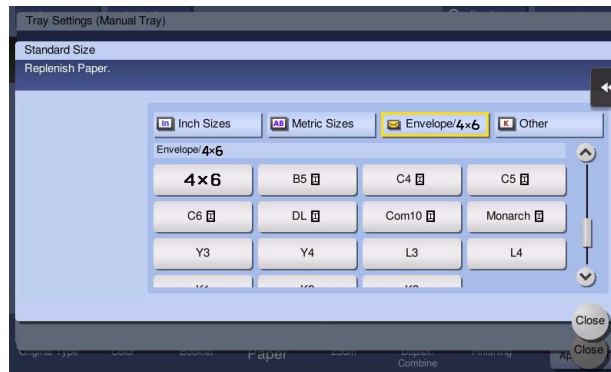 Tray Settings (Manual Tray)
Standard Size
Replenish Paper.
In Inch Sizes
AB Metric Sizes
Envelope/4×6
K Other
Envelope/4×6
4×6
B5
C4
C5
C6
DL
Com10
Monarch
Y3
Y4
L3
L4
Close
Original Type
Color
Booklet
Paper
Zoom
Duplex/
Combine
Finishing
Close